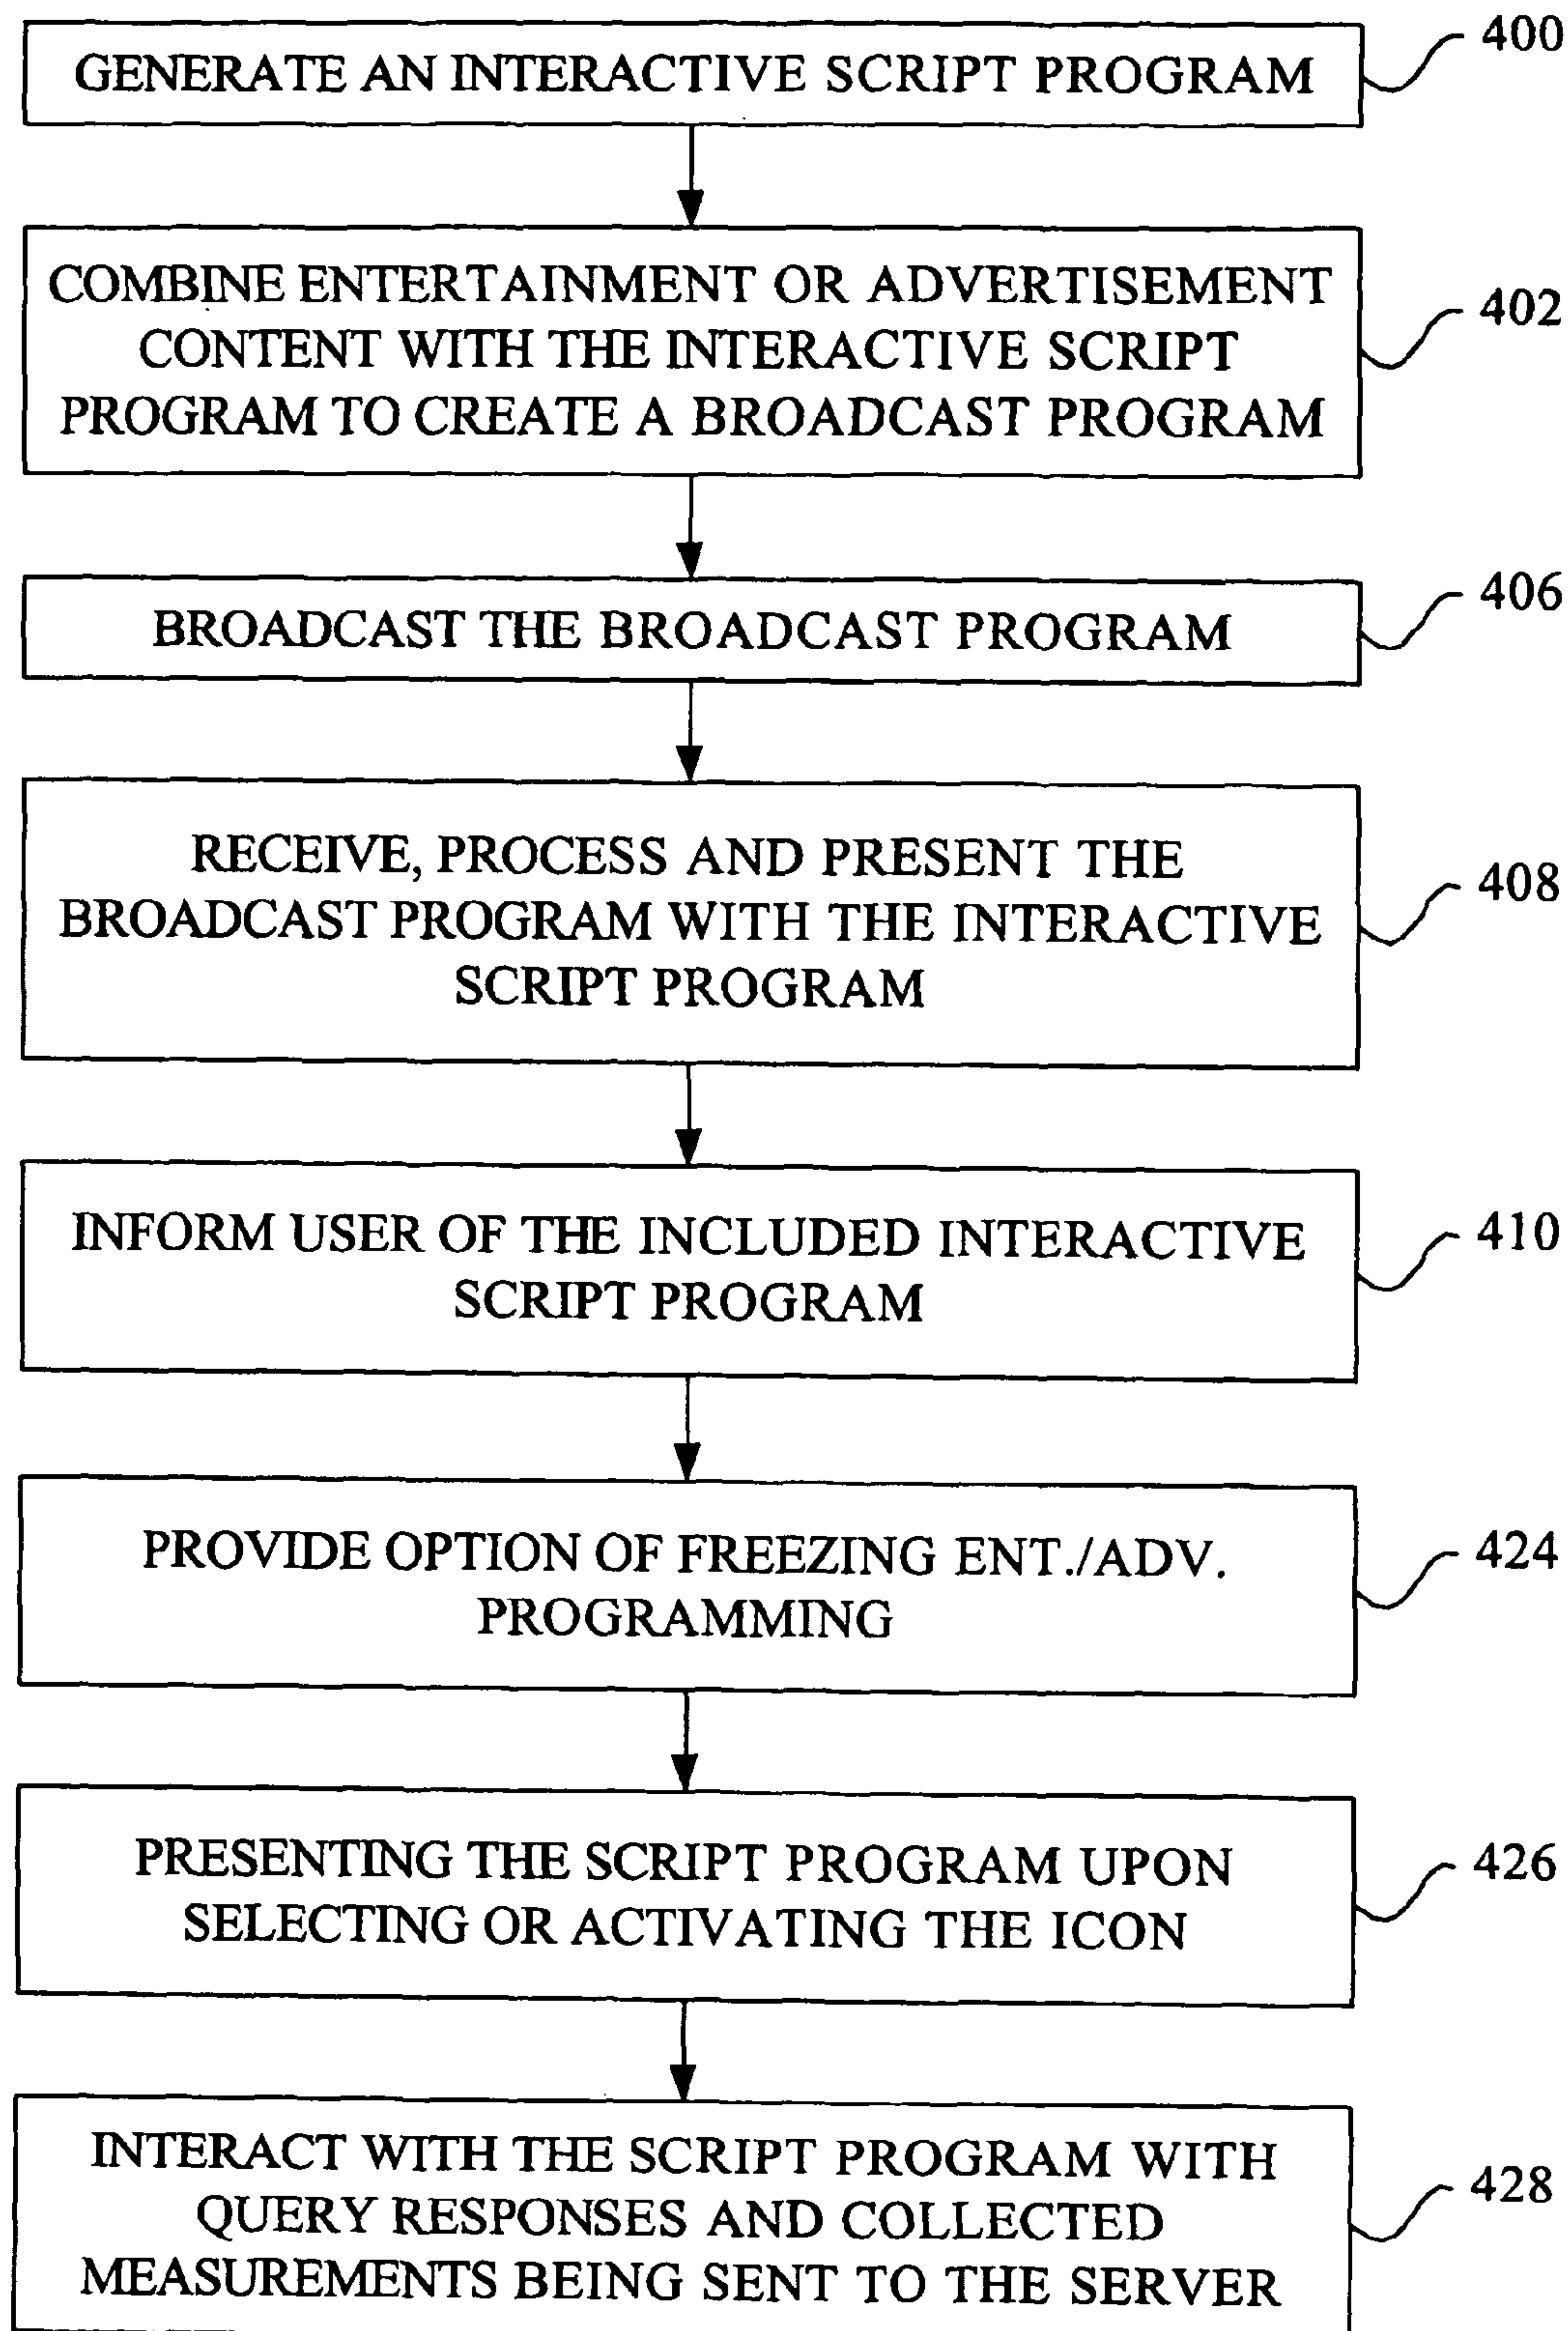 GENERATE AN INTERACTIVE SCRIPT PROGRAM
400
COMBINE ENTERTAINMENT OR ADVERTISEMENT
CONTENT WITH THE INTERACTIVE SCRIPT
PROGRAM TO CREATE A BROADCAST PROGRAM
402
BROADCAST THE BROADCAST PROGRAM
406
RECEIVE, PROCESS AND PRESENT THE
BROADCAST PROGRAM WITH THE INTERACTIVE
SCRIPT PROGRAM
408
INFORM USER OF THE INCLUDED INTERACTIVE
SCRIPT PROGRAM
410
PROVIDE OPTION OF FREEZING ENT./ADV.
PROGRAMMING
424
PRESENTING THE SCRIPT PROGRAM UPON
SELECTING OR ACTIVATING THE ICON
426
INTERACT WITH THE SCRIPT PROGRAM WITH
QUERY RESPONSES AND COLLECTED
MEASUREMENTS BEING SENT TO THE SERVER
428